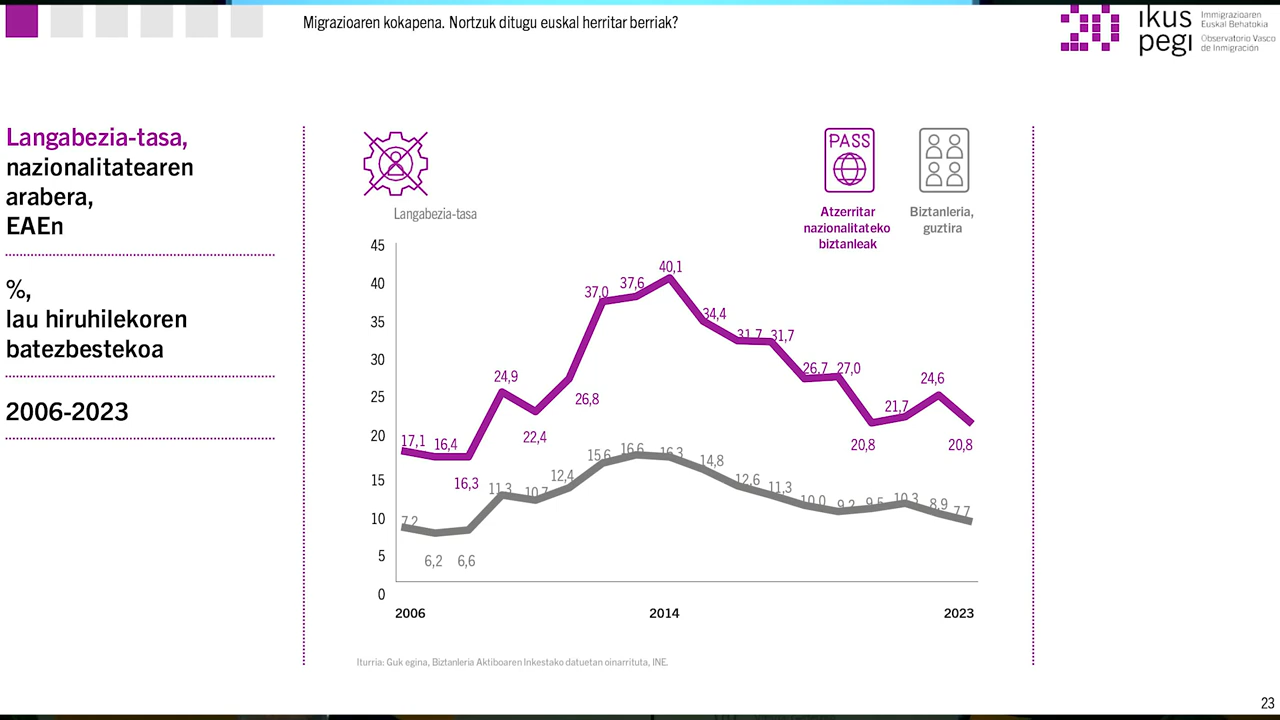 Migrazioaren kokapena. Nortzuk ditugu euskal herritar berriak?
20
ikus
pegi
Immigrazioaren
Euskal Behatokia
Observatorio Vasco
de Inmigración
Langabezia-tasa,
nazionalitatearen
arabera,
EAEn
%,
lau hiruhilekoren
batezbestekoa
2006-2023
Langabezia-tasa
PASS
Atzerritar
nazionalitateko
biztanleak
Biztanleria,
guztira
45
40
35
30
25
20
15
10
5
0
17,1
16,4
16,3
24,9
22,4
26,8
37,0
37,6
40,1
34,4
31,7
31,7
26,7
27,0
20,8
21,7
24,6
20,8
7,2
6,2
6,6
11,3
10,7
12,4
15,6
16,6
16,3
14,8
12,6
11,3
10,0
9,2
9,5
10,3
8,9
7,7
2006
2014
2023
Iturria: Guk egina, Biztanleria Aktiboaren Inkestako datuetan oinarrituta, INE.
23